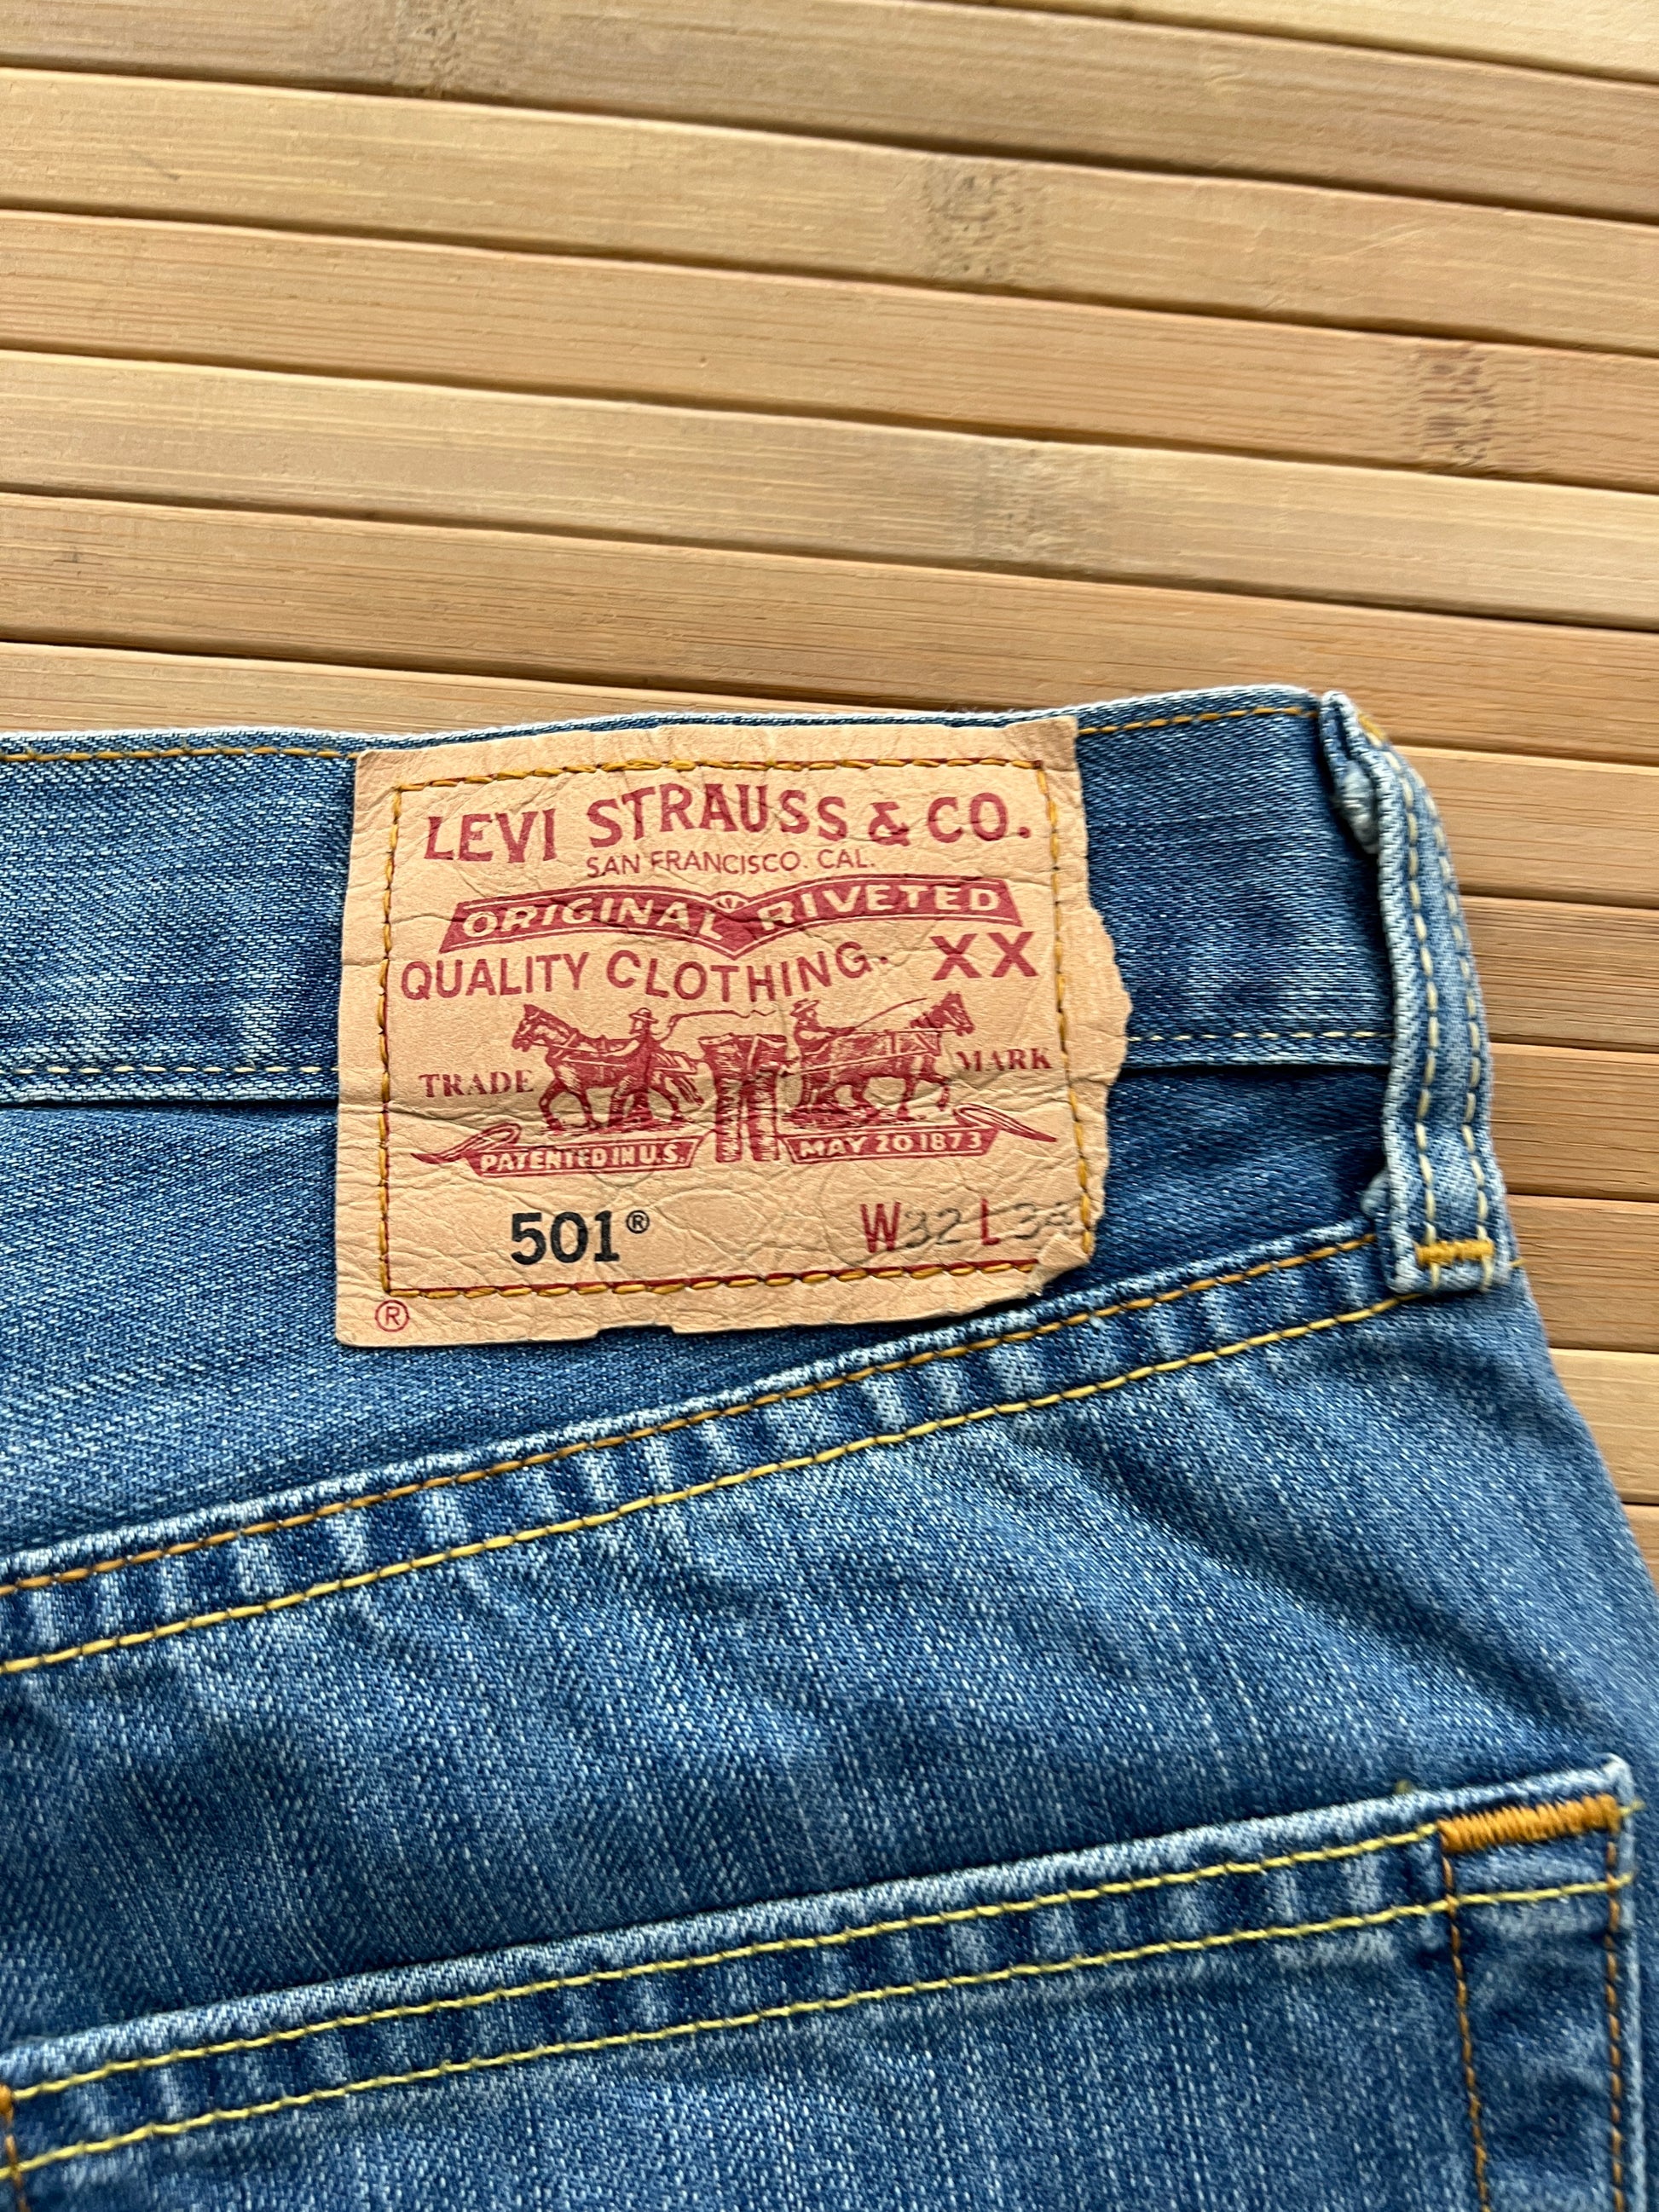 LEVI STRAUSS & CO.
SAN FRANCISCO. CAL.
ORIGINAL RIVETED
QUALITY CLOTHING. XX
TRADE MARK
PATENTED IN U.S. MAY 20 1873
501® W32 L
®